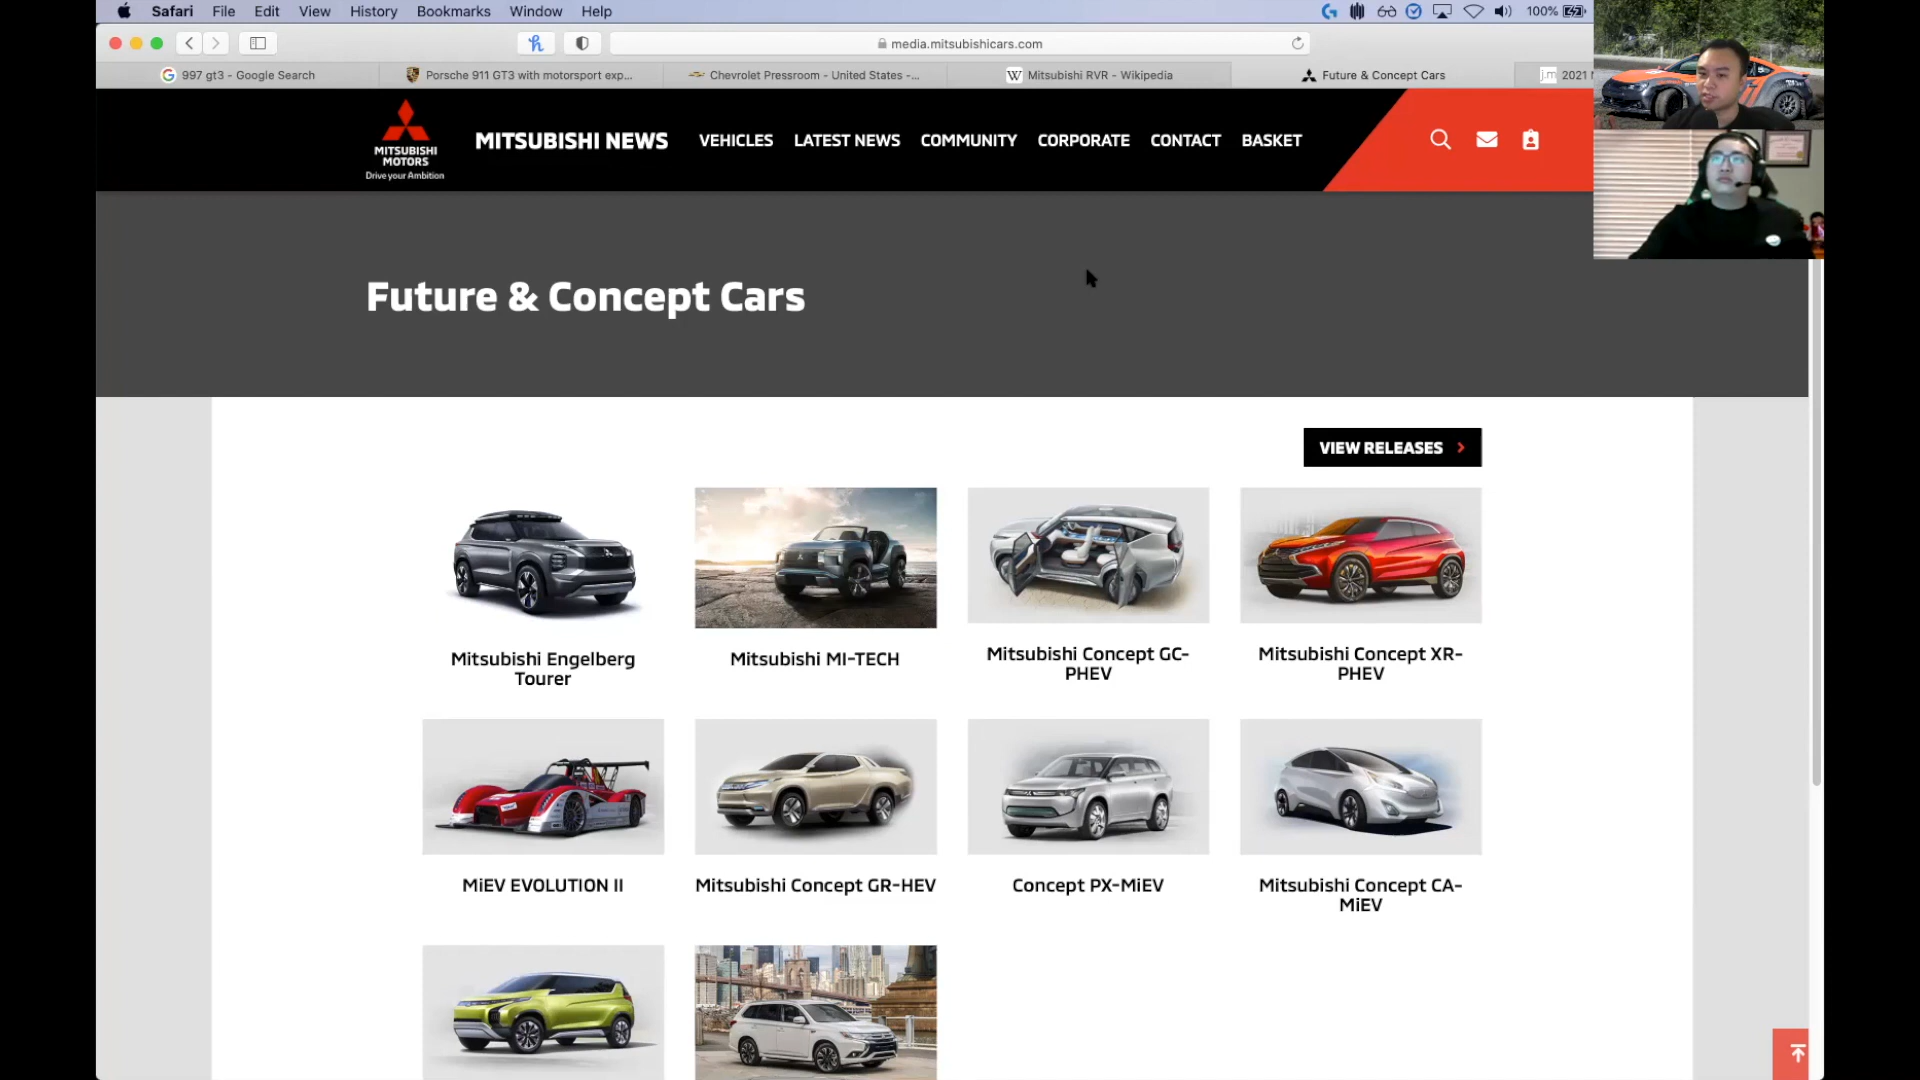 Safari File Edit View History Bookmarks Window Help 100%
media.mitsubishicars.com
997 gt3 - Google Search
Porsche 911 GT3 with motorsport exp...
Chevrolet Pressroom - United States -...
W Mitsubishi RVR - Wikipedia
Future & Concept Cars
j.m 2021
MITSUBISHI
MOTORS
Drive your Ambition
MITSUBISHI NEWS
VEHICLES LATEST NEWS COMMUNITY CORPORATE CONTACT BASKET
Future & Concept Cars
VIEW RELEASES
Mitsubishi Engelberg
Tourer
Mitsubishi MI-TECH
Mitsubishi Concept GC-
PHEV
Mitsubishi Concept XR-
PHEV
MiEV EVOLUTION II
Mitsubishi Concept GR-HEV
Concept PX-MiEV
Mitsubishi Concept CA-
MiEV